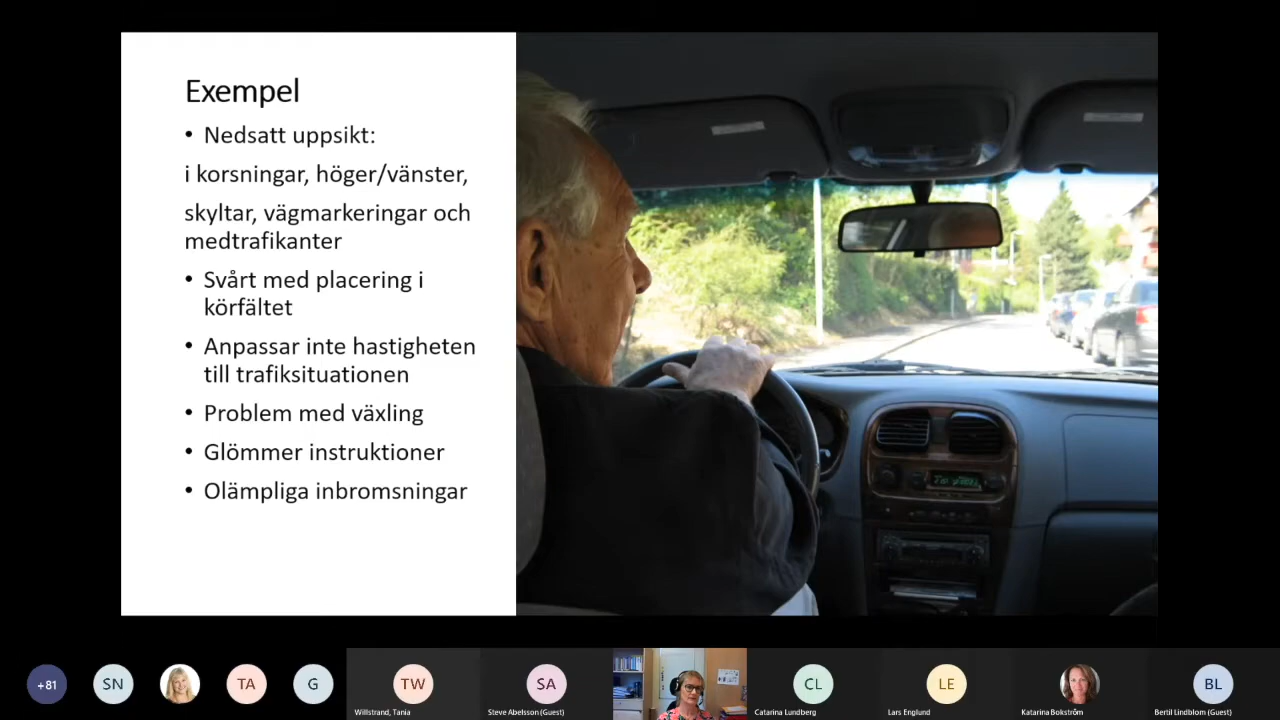 Exempel
• Nedsatt uppsikt:
i korsningar, höger/vänster,
skyltar, vägmarkeringar och
medtrafikanter
• Svårt med placering i
körfältet
• Anpassar inte hastigheten
till trafiksituationen
• Problem med växling
• Glömmer instruktioner
• Olämpliga inbromsningar
+81
SN
TA
G
TW
SA
CL
LE
BL
Willstrand, Tania
Steve Abelsson (Guest)
Catarina Lundberg
Lars Englund
Katarina Bokström
Bertil Lindblom (Guest)